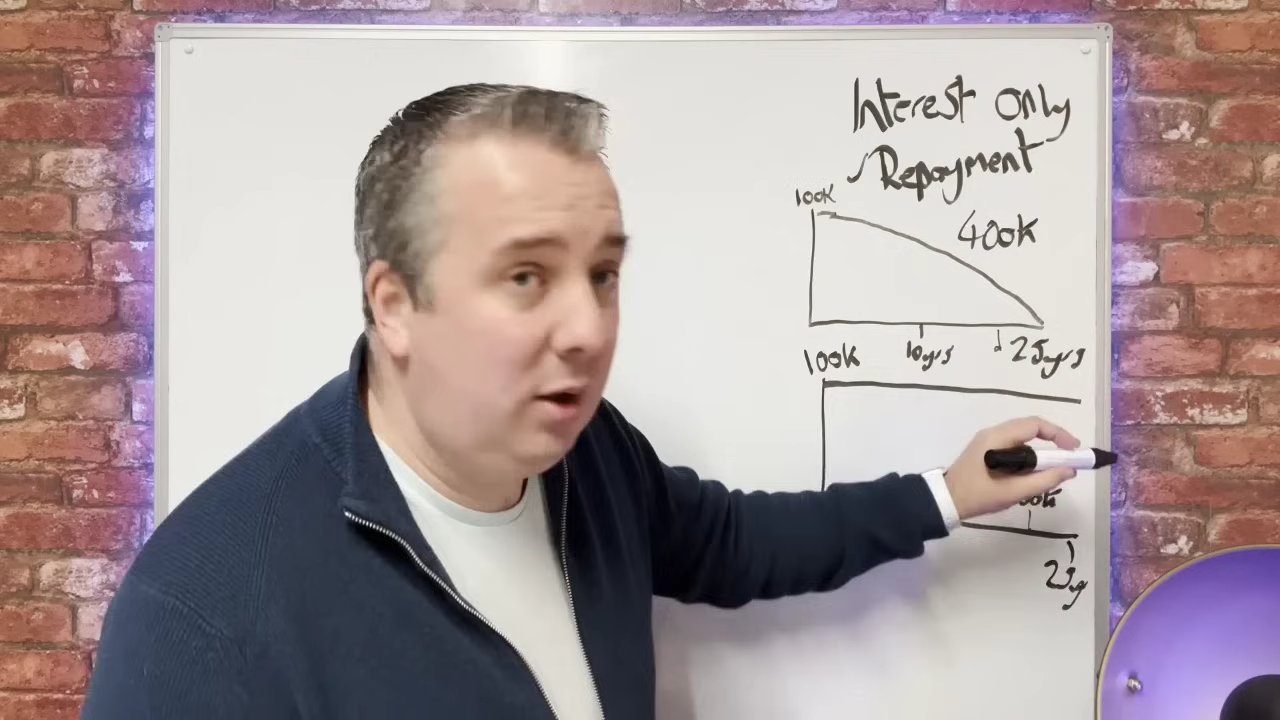 Interest only
✓ Repayment
100K
400K
10yrs
25yrs
100K
25y